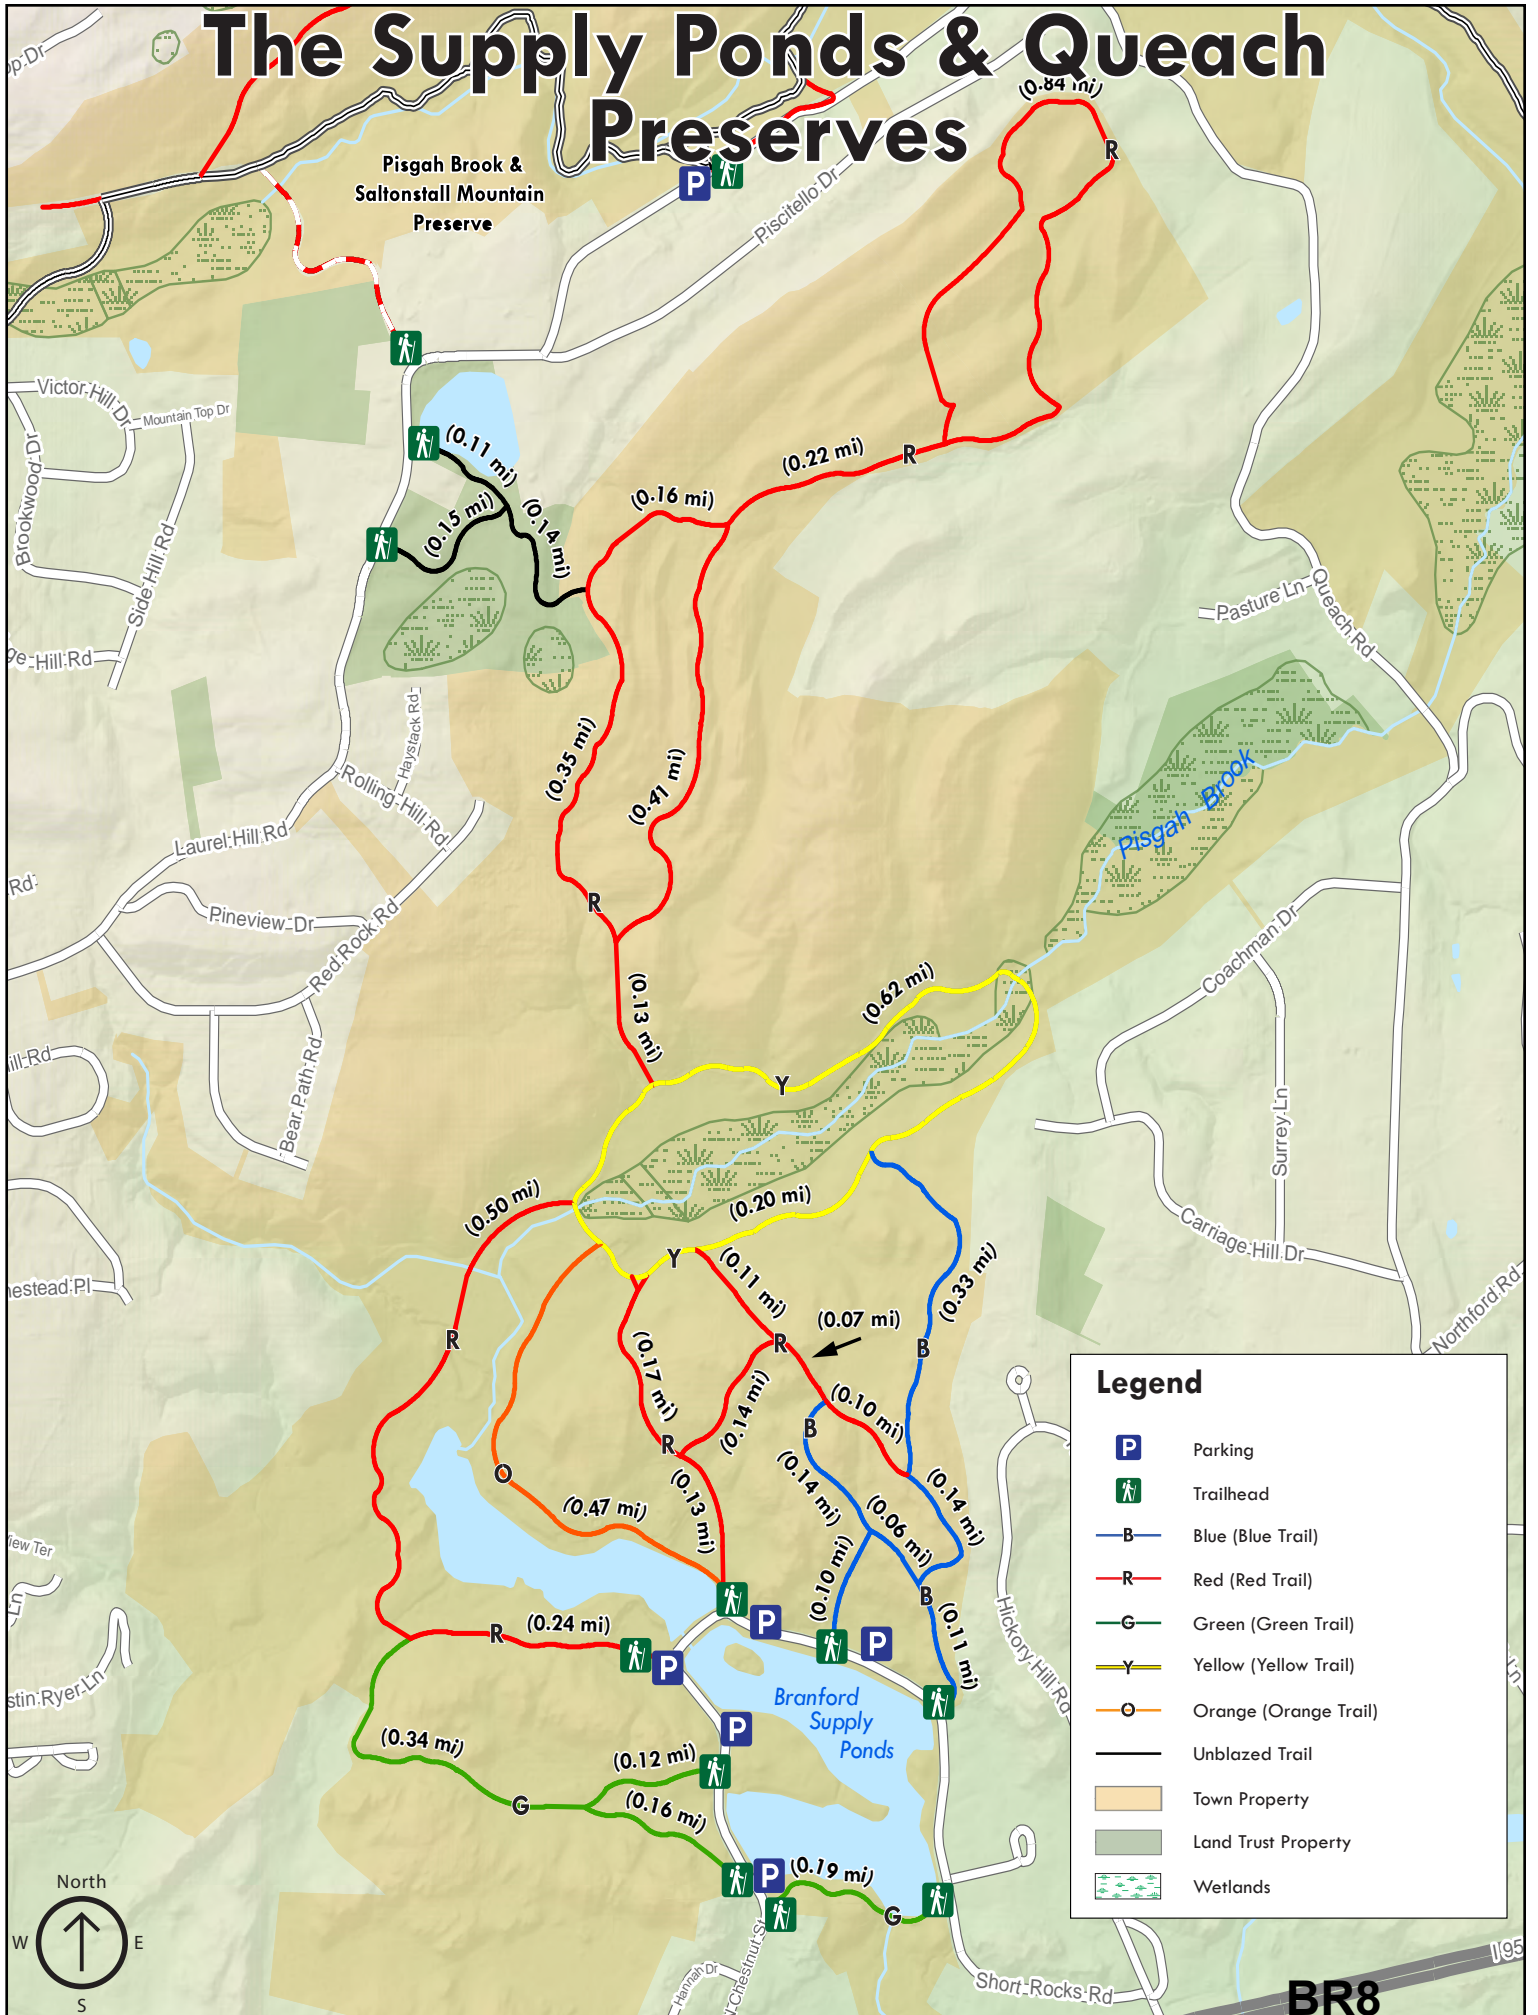 The Supply Ponds & Queach
Preserves
(0.84 mi)
R
Pisgah Brook &
Saltonstall Mountain
Preserve
P
Piscitello Dr
Victor Hill Dr
Mountain Top Dr
Brookwood Dr
Side Hill Rd
(0.11 mi)
(0.15 mi)
(0.14 mi)
(0.16 mi)
(0.22 mi)
R
Pasture Ln
Queach Rd
Haystack Rd
Rolling Hill Rd
Laurel Hill Rd
(0.35 mi)
(0.41 mi)
Pisgah Brook
Rd
R
Pineview Dr
Red Rock Rd
(0.13 mi)
(0.62 mi)
Y
Coachman Dr
Bear Path Rd
Surrey Ln
(0.50 mi)
(0.20 mi)
Y
Carriage Hill Dr
Northford Rd
(0.11 mi)
(0.33 mi)
(0.07 mi)
R
R
B
(0.17 mi)
(0.14 mi)
(0.10 mi)
B
R
O
(0.47 mi)
(0.13 mi)
(0.14 mi)
(0.06 mi)
(0.14 mi)
(0.10 mi)
B
(0.11 mi)
Hickory Hill Rd
R
(0.24 mi)
P
P
P
P
Branford
Supply
Ponds
(0.34 mi)
(0.12 mi)
(0.16 mi)
G
P
(0.19 mi)
G
Hannah Dr
Chestnut St
Short Rocks Rd
I 95
BR8
Legend
P Parking
Trailhead
B Blue (Blue Trail)
R Red (Red Trail)
G Green (Green Trail)
Y Yellow (Yellow Trail)
O Orange (Orange Trail)
Unblazed Trail
Town Property
Land Trust Property
Wetlands
North
W E
S